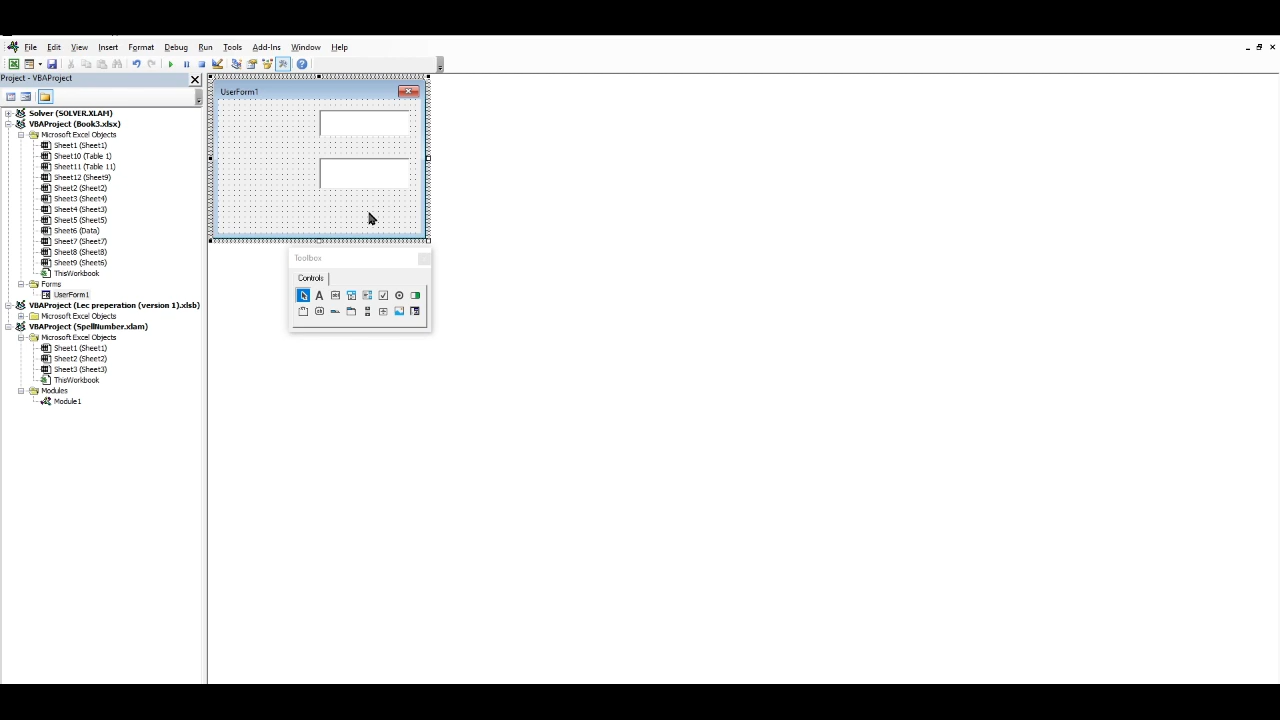 File Edit View Insert Format Debug Run Tools Add-Ins Window Help
Project - VBAProject
Solver (SOLVER.XLAM)
VBAProject (Book3.xlsx)
Microsoft Excel Objects
Sheet1 (Sheet1)
Sheet10 (Table 1)
Sheet11 (Table 11)
Sheet12 (Sheet9)
Sheet2 (Sheet2)
Sheet3 (Sheet4)
Sheet4 (Sheet3)
Sheet5 (Sheet5)
Sheet6 (Data)
Sheet7 (Sheet7)
Sheet8 (Sheet8)
Sheet9 (Sheet6)
ThisWorkbook
Forms
UserForm1
VBAProject (Lec preperation (version 1).xlsb)
Microsoft Excel Objects
VBAProject (SpellNumber.xlam)
Microsoft Excel Objects
Sheet1 (Sheet1)
Sheet2 (Sheet2)
Sheet3 (Sheet3)
ThisWorkbook
Modules
Module1
UserForm1
Toolbox
Controls